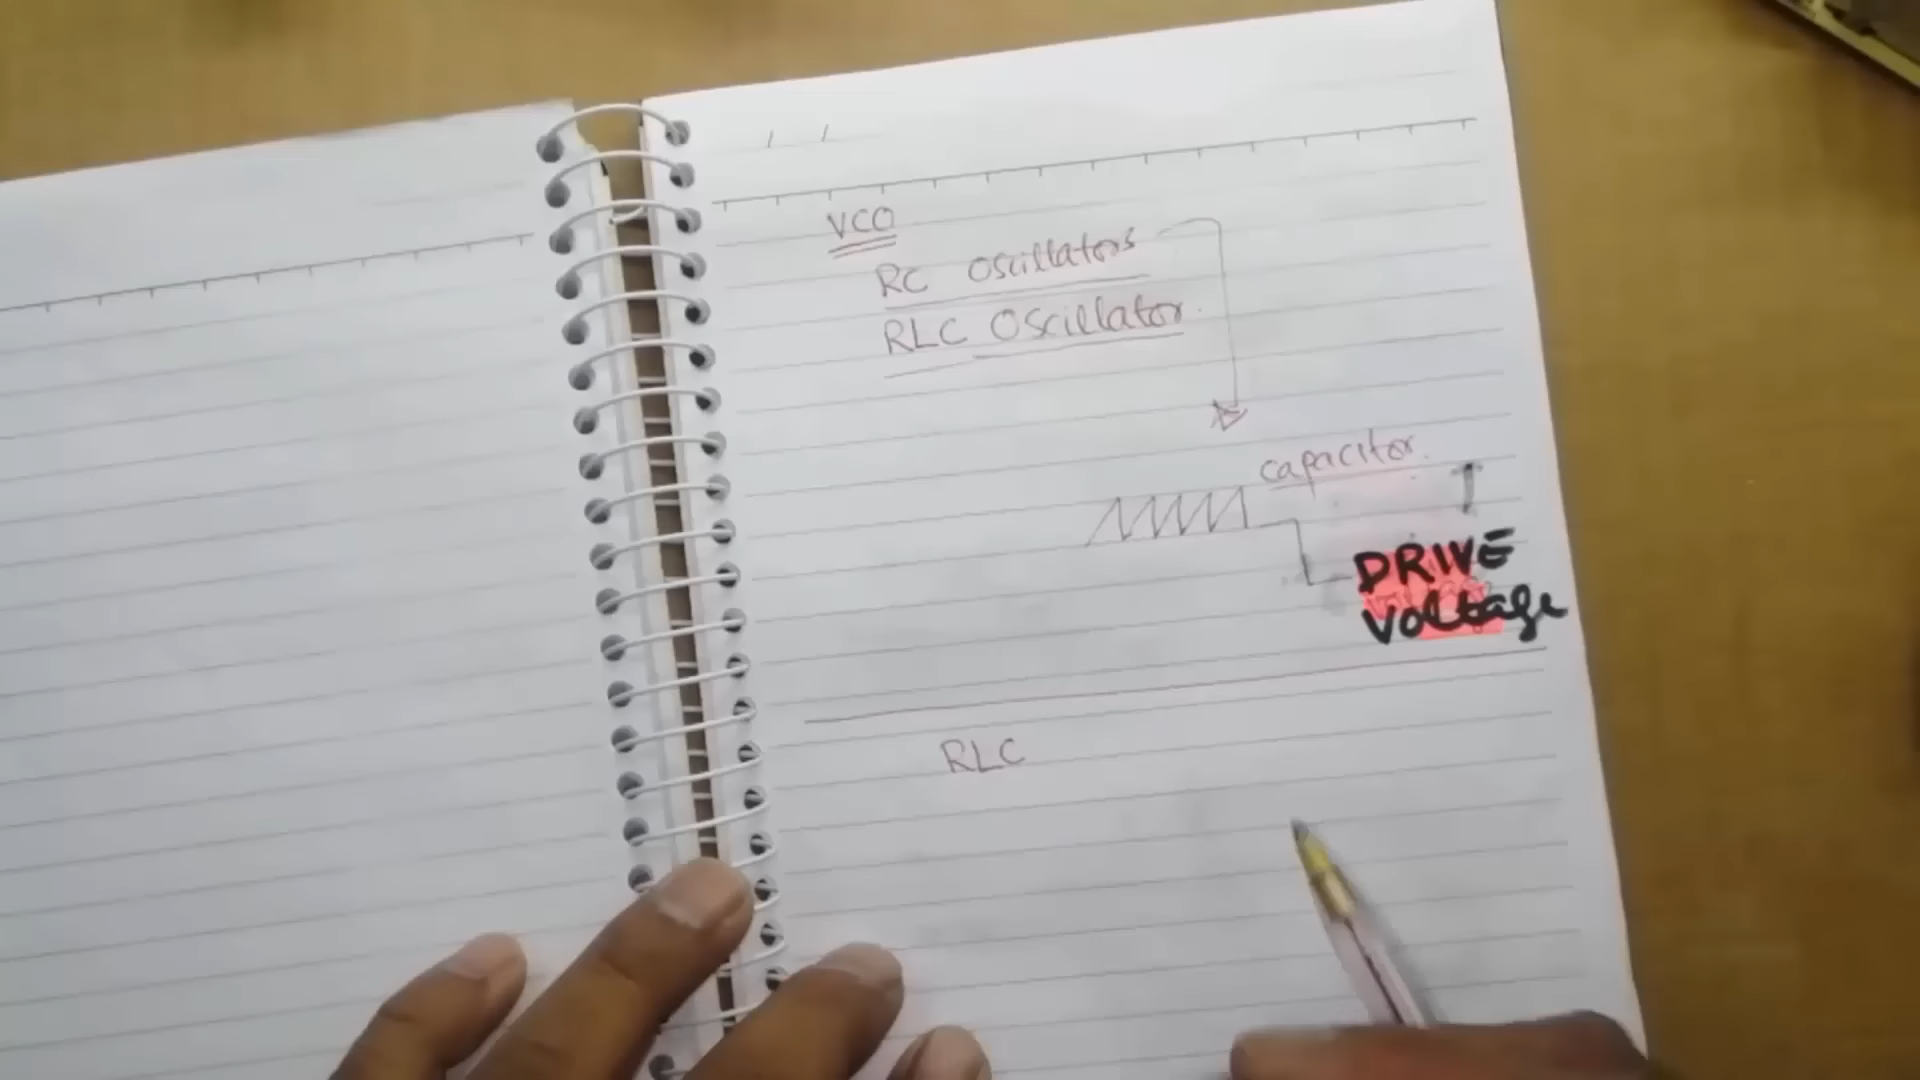 VCO
RC Oscillators
RLC Oscillator.
capacitor.
DRIVE
Voltage
RLC